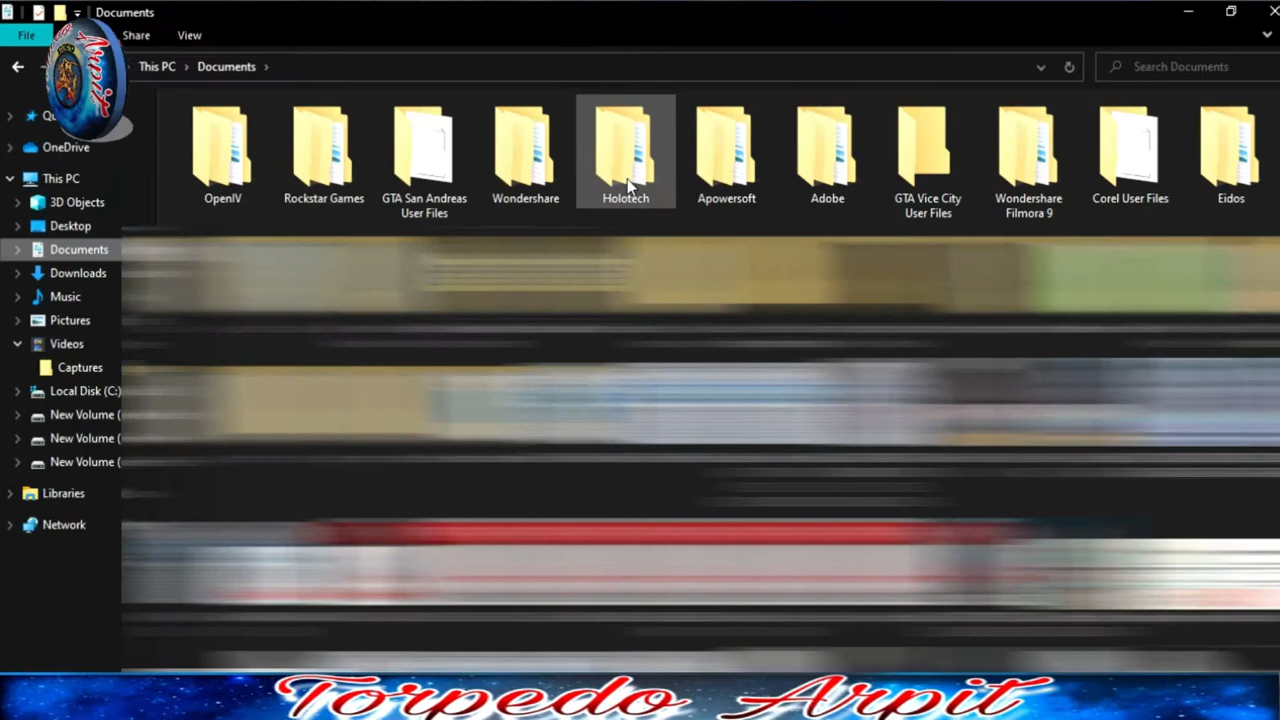 Documents
File
Share
View
Arpit
This PC
Documents
Search Documents
OneDrive
This PC
3D Objects
Desktop
Documents
Downloads
Music
Pictures
Videos
Captures
Local Disk (C:)
New Volume (
New Volume (
New Volume (
Libraries
Network
OpenIV
Rockstar Games
GTA San Andreas
User Files
Wondershare
Holotech
Apowersoft
Adobe
GTA Vice City
User Files
Wondershare
Filmora 9
Corel User Files
Eidos
Torpedo Arpit